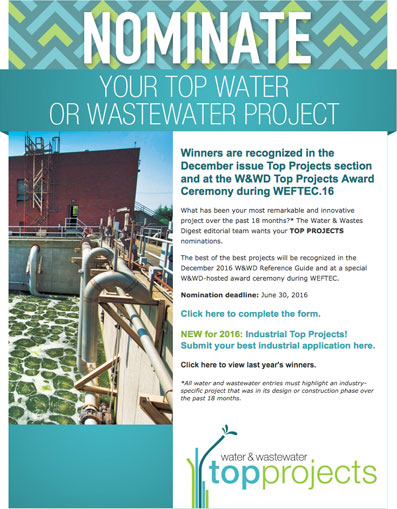 NOMINATE
YOUR TOP WATER
OR WASTEWATER PROJECT
Winners are recognized in the
December issue Top Projects section
and at the W&WD Top Projects Award
Ceremony during WEFTEC.16
What has been your most remarkable and innovative
project over the past 18 months?* The Water & Wastes
Digest editorial team wants your TOP PROJECTS
nominations.
The best of the best projects will be recognized in the
December 2016 W&WD Reference Guide and at a special
W&WD-hosted award ceremony during WEFTEC.
Nomination deadline: June 30, 2016
Click here to complete the form.
NEW for 2016: Industrial Top Projects!
Submit your best industrial application here.
Click here to view last year's winners.
*All water and wastewater entries must highlight an industry-
specific project that was in its design or construction phase over
the past 18 months.
water & wastewater
topprojects